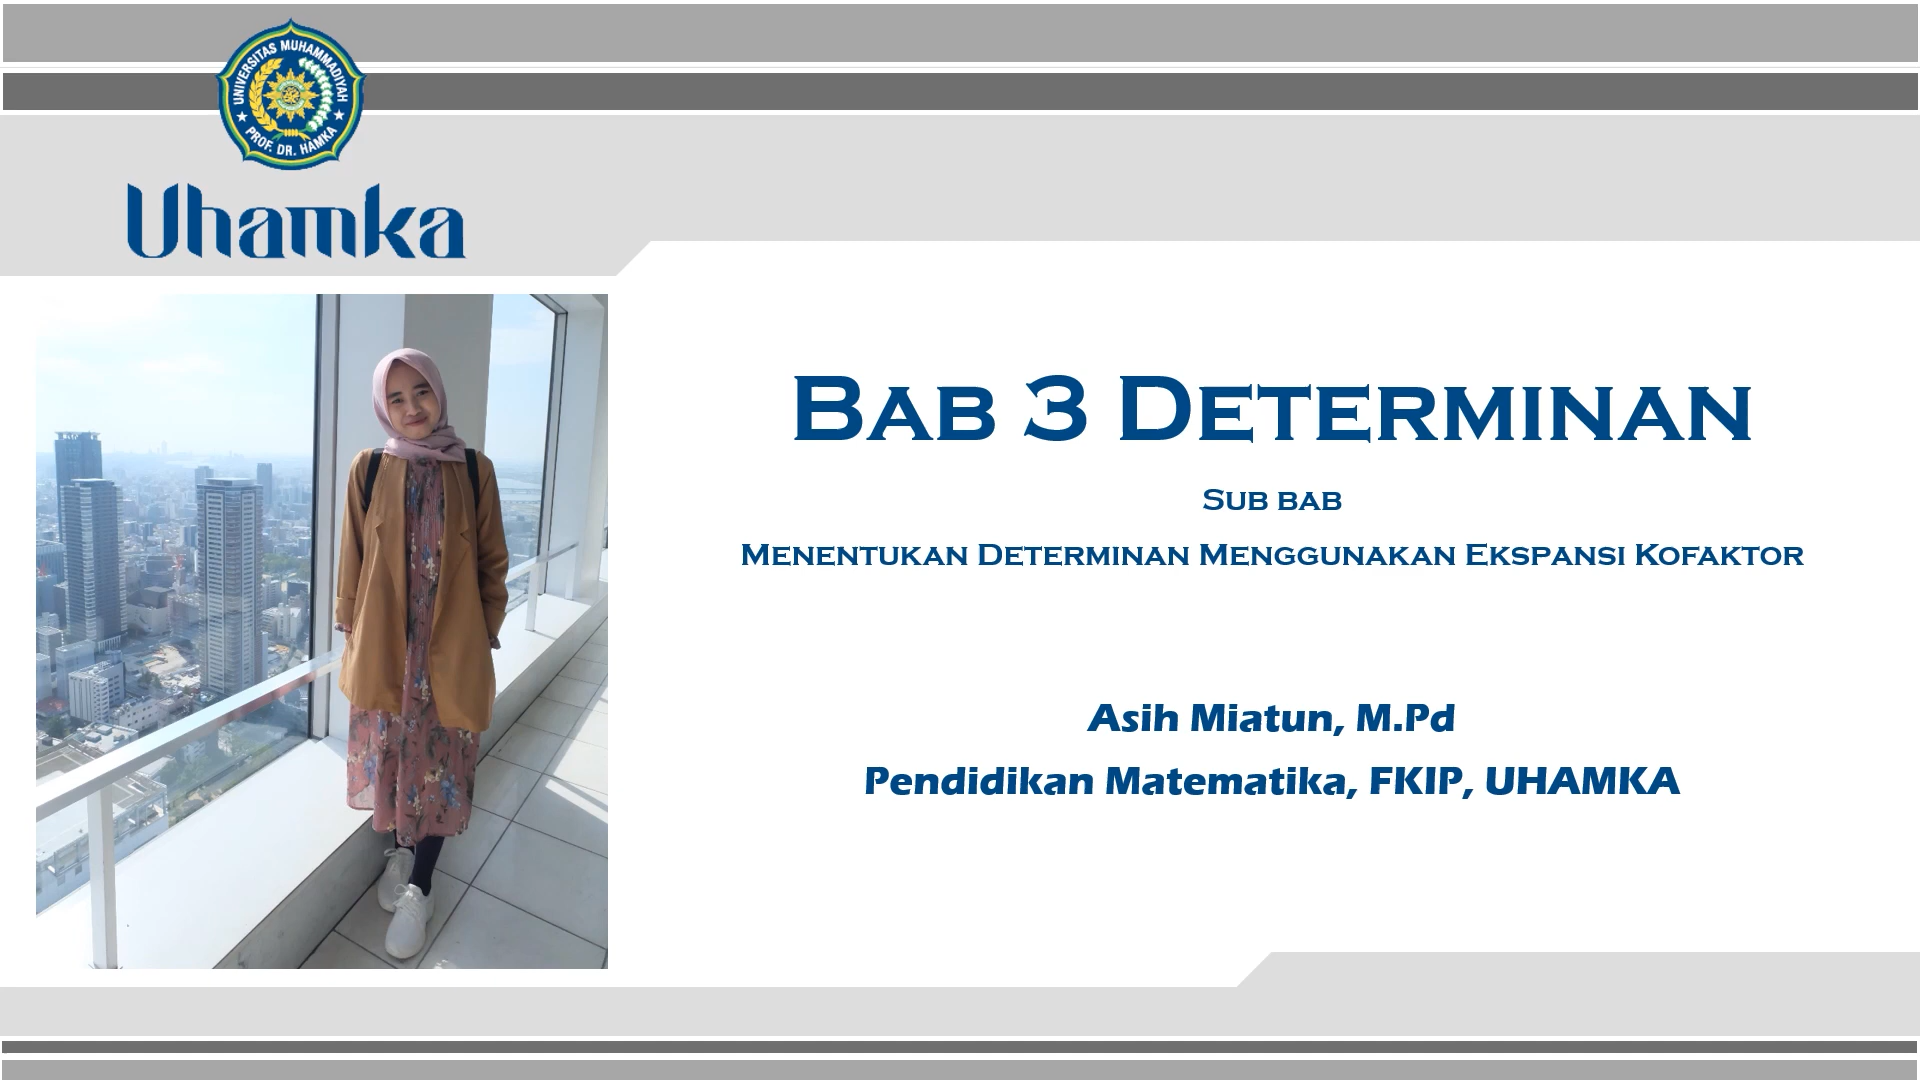 UNIVERSITAS MUHAMMADIYAH
PROF. DR. HAMKA
Uhamka
Bab 3 Determinan
Sub bab
Menentukan Determinan Menggunakan Ekspansi Kofaktor
Asih Miatun, M.Pd
Pendidikan Matematika, FKIP, UHAMKA